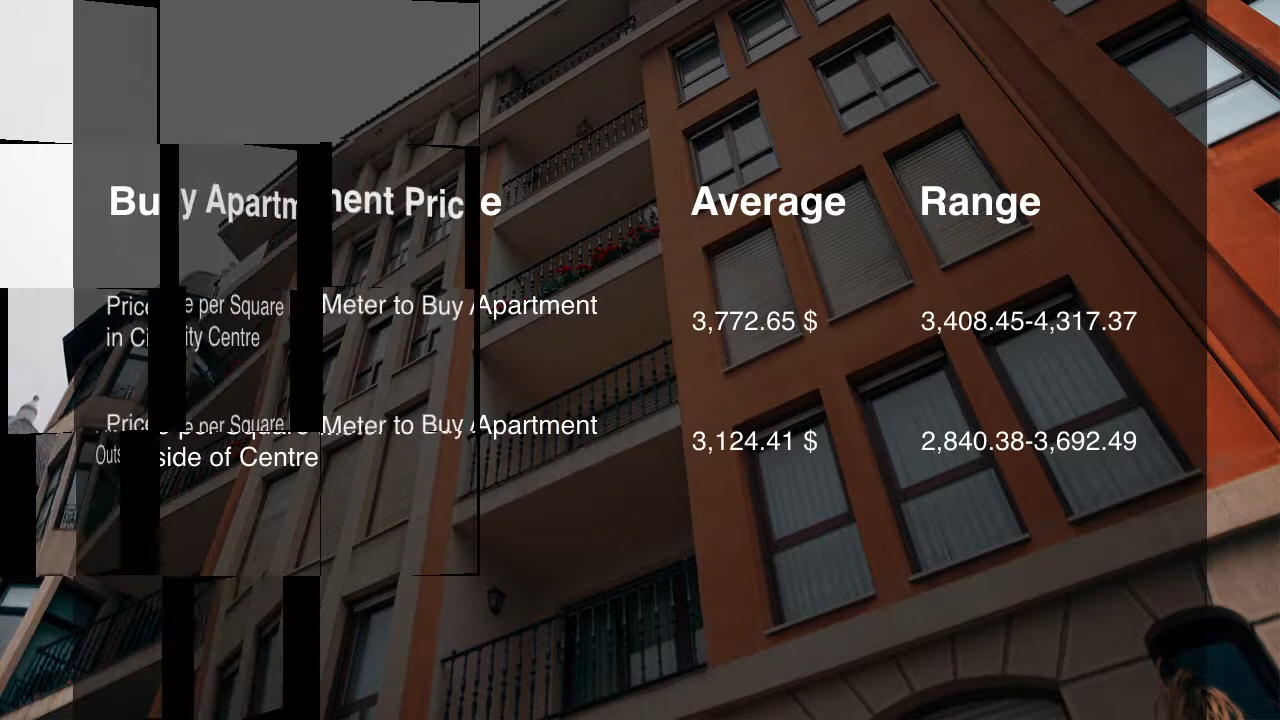 Buy Apartment Price Average Range
Price per Square Meter to Buy Apartment
in City Centre
3,772.65 $ 3,408.45-4,317.37
Price per Square Meter to Buy Apartment
Outside of Centre
3,124.41 $ 2,840.38-3,692.49